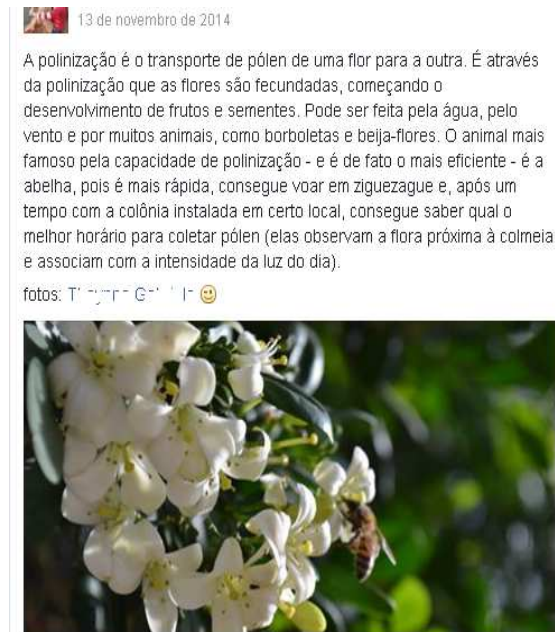 13 de novembro de 2014
A polinização é o transporte de pólen de uma flor para a outra. É através
da polinização que as flores são fecundadas, começando o
desenvolvimento de frutos e sementes. Pode ser feita pela água, pelo
vento e por muitos animais, como borboletas e beija-flores. O animal mais
famoso pela capacidade de polinização - e é de fato o mais eficiente - é a
abelha, pois é mais rápida, consegue voar em ziguezague e, após um
tempo com a colônia instalada em certo local, consegue saber qual o
melhor horário para coletar pólen (elas observam a flora próxima à colmeia
e associam com a intensidade da luz do dia).
fotos: